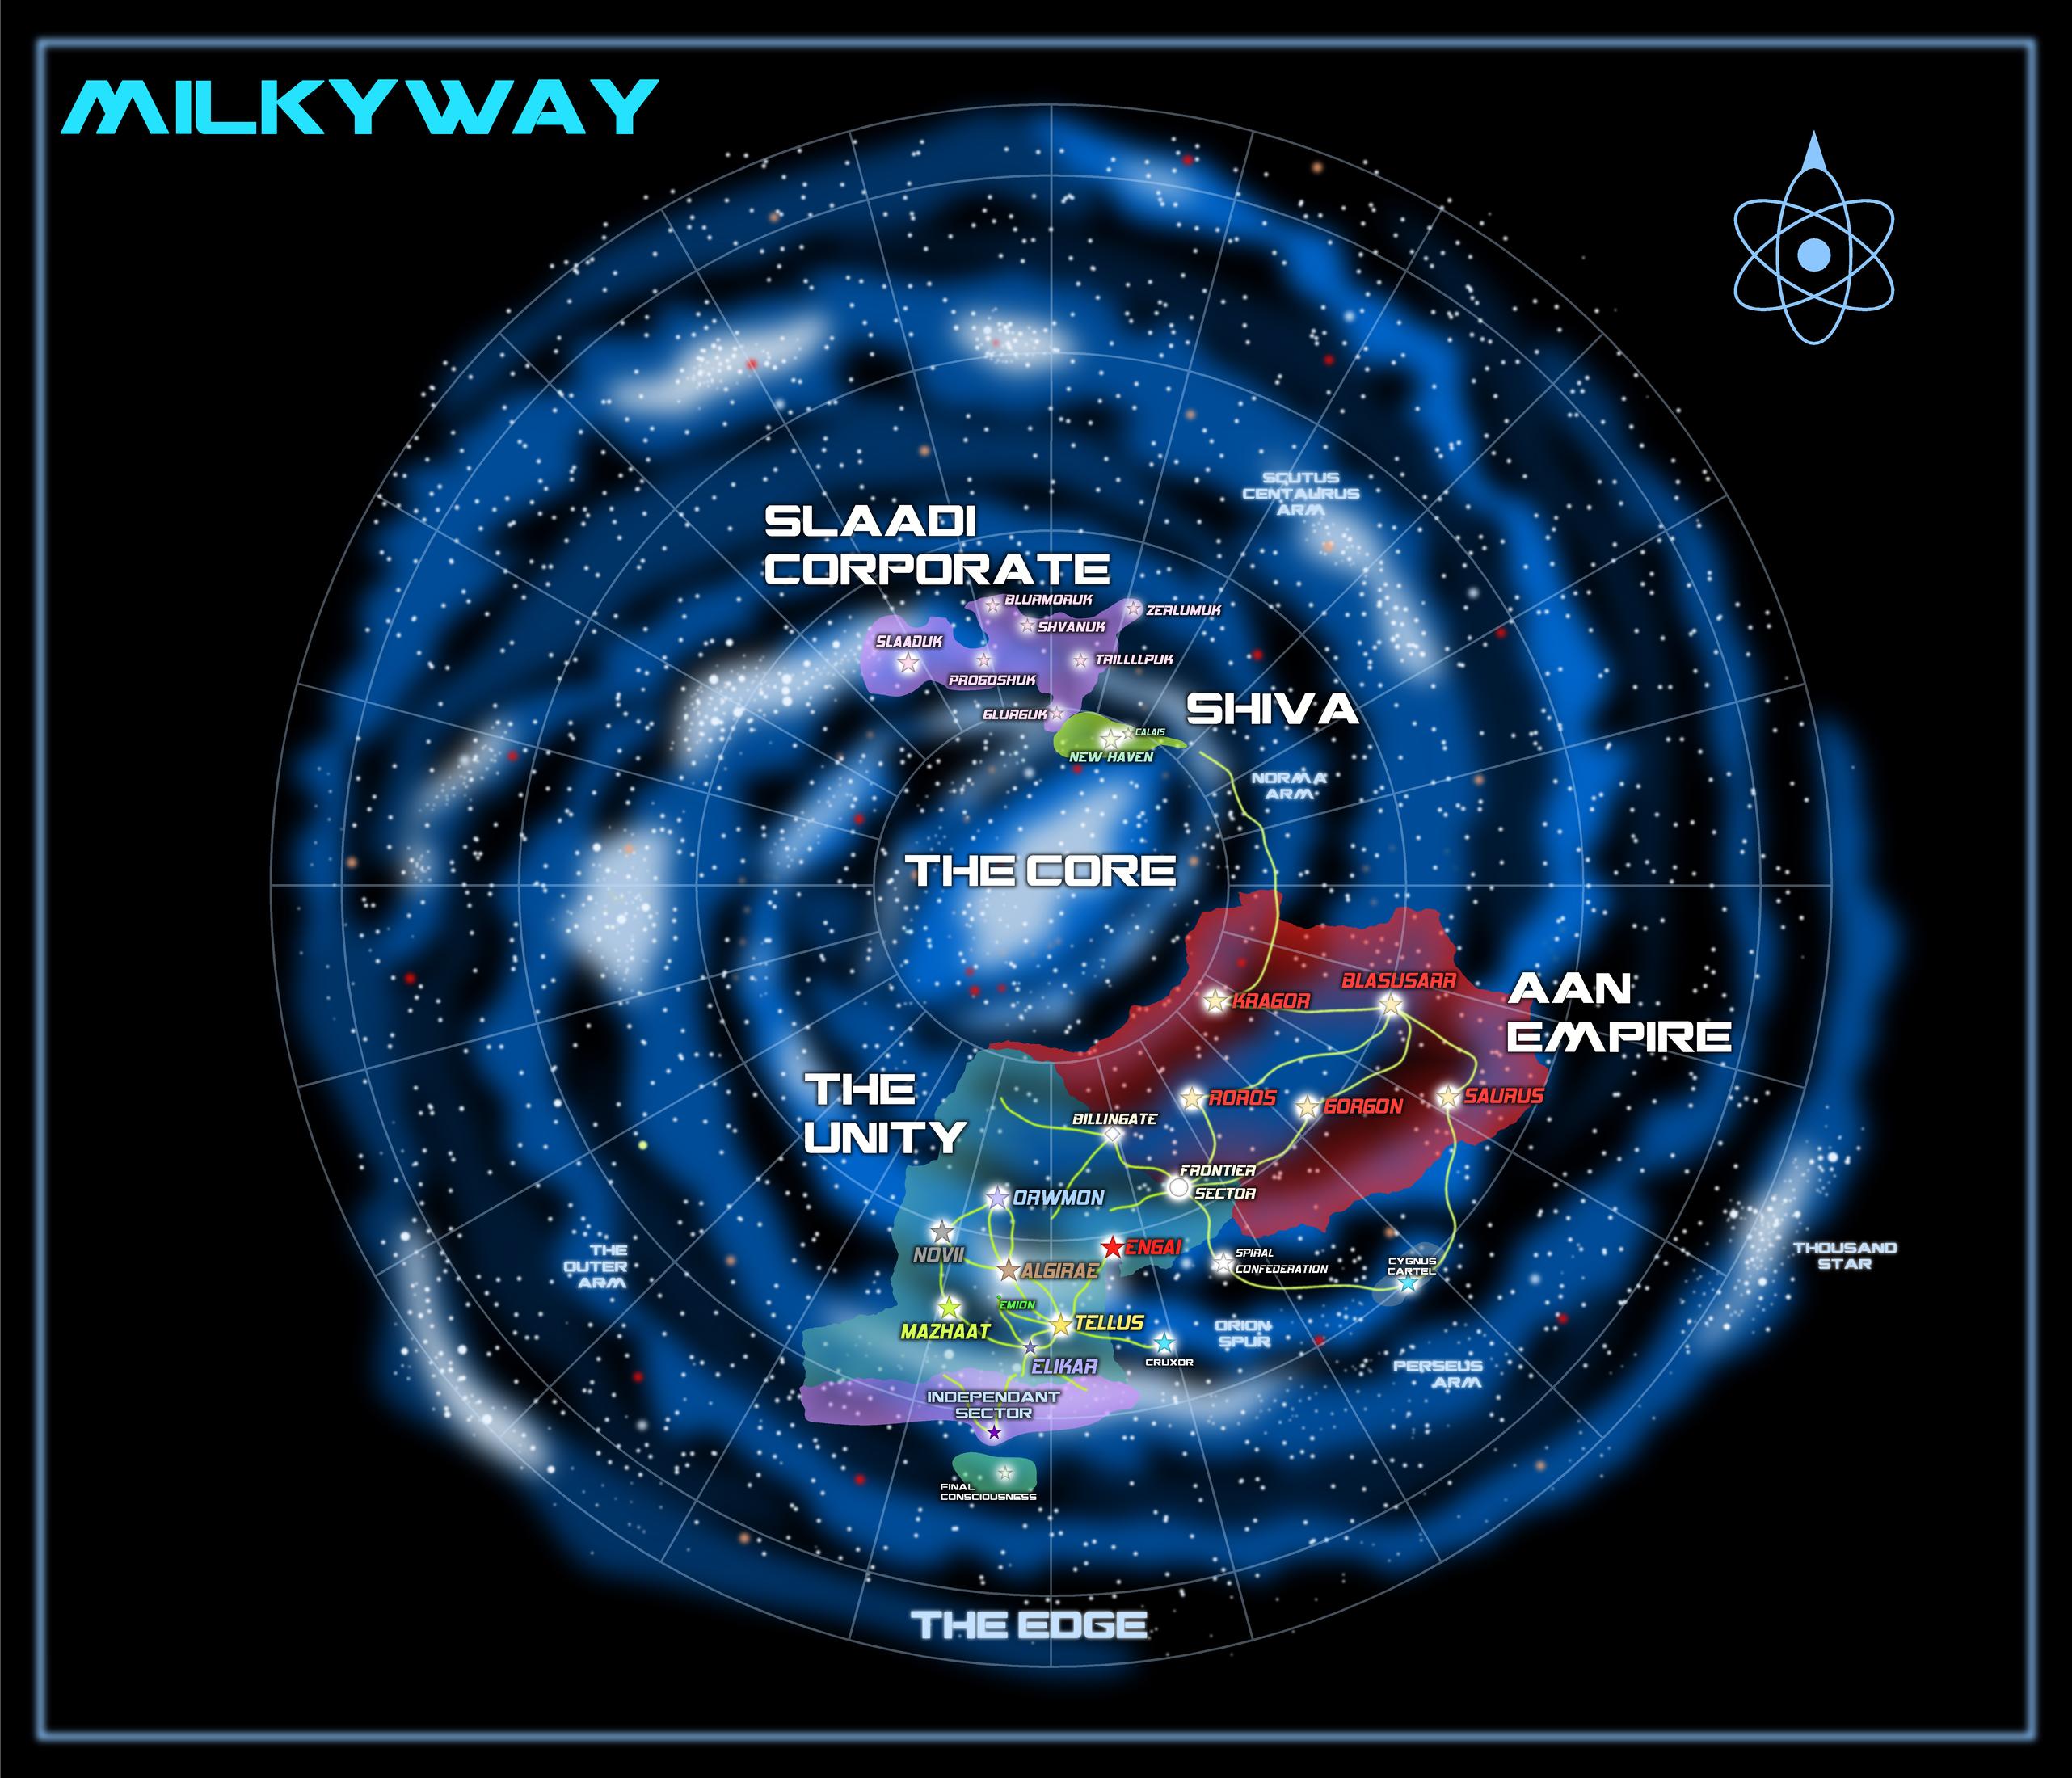 MILKYWAY
SCUTUS
CENTAURUS
ARM
SLAADI
CORPORATE
BLURMORUK
ZERLUMUK
SHVANUK
SLAADUK
TRILLLLPUK
PROGOSHUK
GLURGUK
SHIVA
CALAIS
NEW HAVEN
NORMA
ARM
THE CORE
BLASUSARR
AAN
EMPIRE
KRAGOR
THE
UNITY
ROROS
GORGON
SAURUS
BILLINGATE
FRONTIER
SECTOR
ORWMON
NOVII
ENGAI
ALGIRAE
SPIRAL
CONFEDERATION
CYGNUS
CARTEL
THE
OUTER
ARM
THOUSAND
STAR
EMION
MAZHAAT
TELLUS
ORION
SPUR
ELIKAR
CRUXOR
PERSEUS
ARM
INDEPENDANT
SECTOR
FINAL
CONSCIOUSNESS
THE EDGE